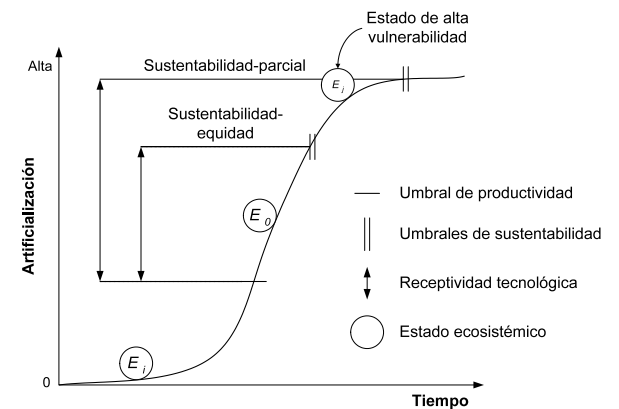 Estado de alta
vulnerabilidad
Alta
Sustentabilidad-parcial
E i
Sustentabilidad-
equidad
Artificialización
E 0
Umbral de productividad
Umbrales de sustentabilidad
Receptividad tecnológica
Estado ecosistémico
E i
0
Tiempo